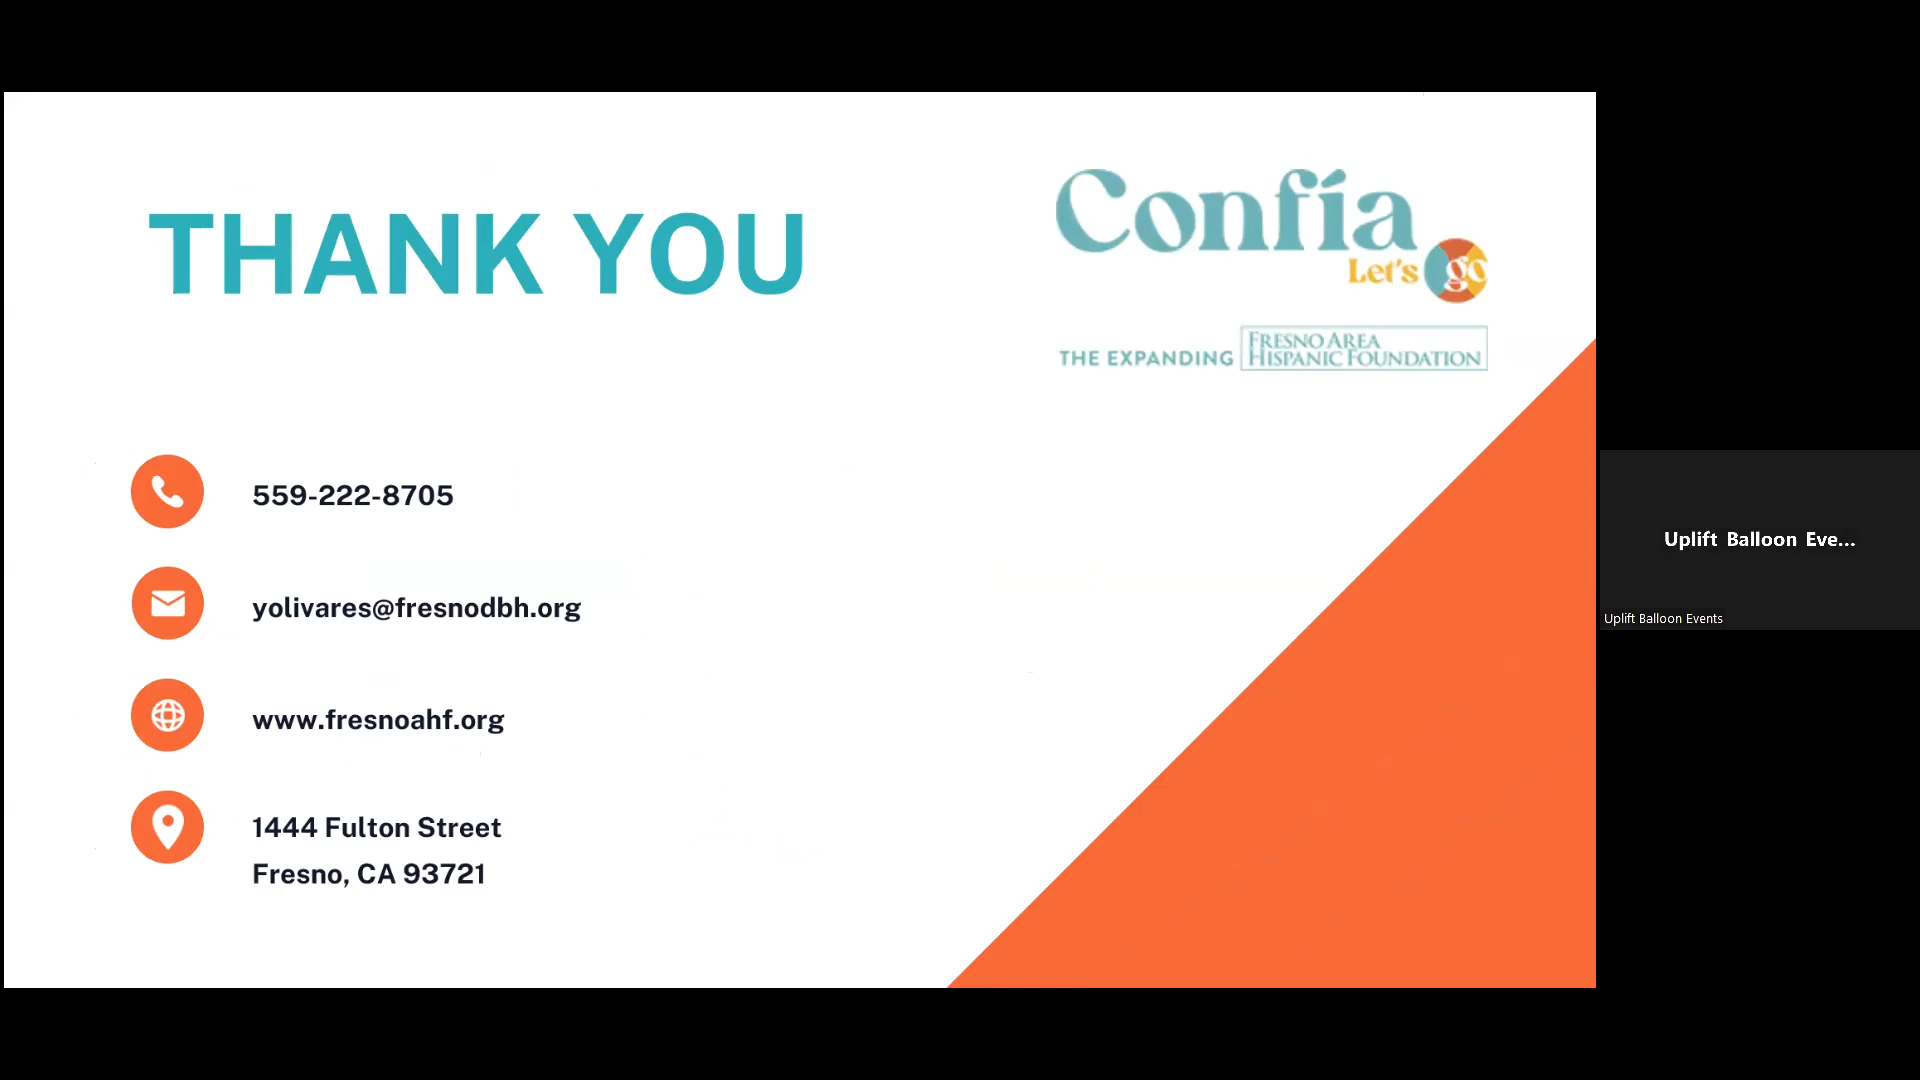 THANK YOU
Confía
Let's go
THE EXPANDING FRESNO AREA HISPANIC FOUNDATION
559-222-8705
yolivares@fresnodbh.org
www.fresnoahf.org
1444 Fulton Street
Fresno, CA 93721
Uplift Balloon Eve...
Uplift Balloon Events